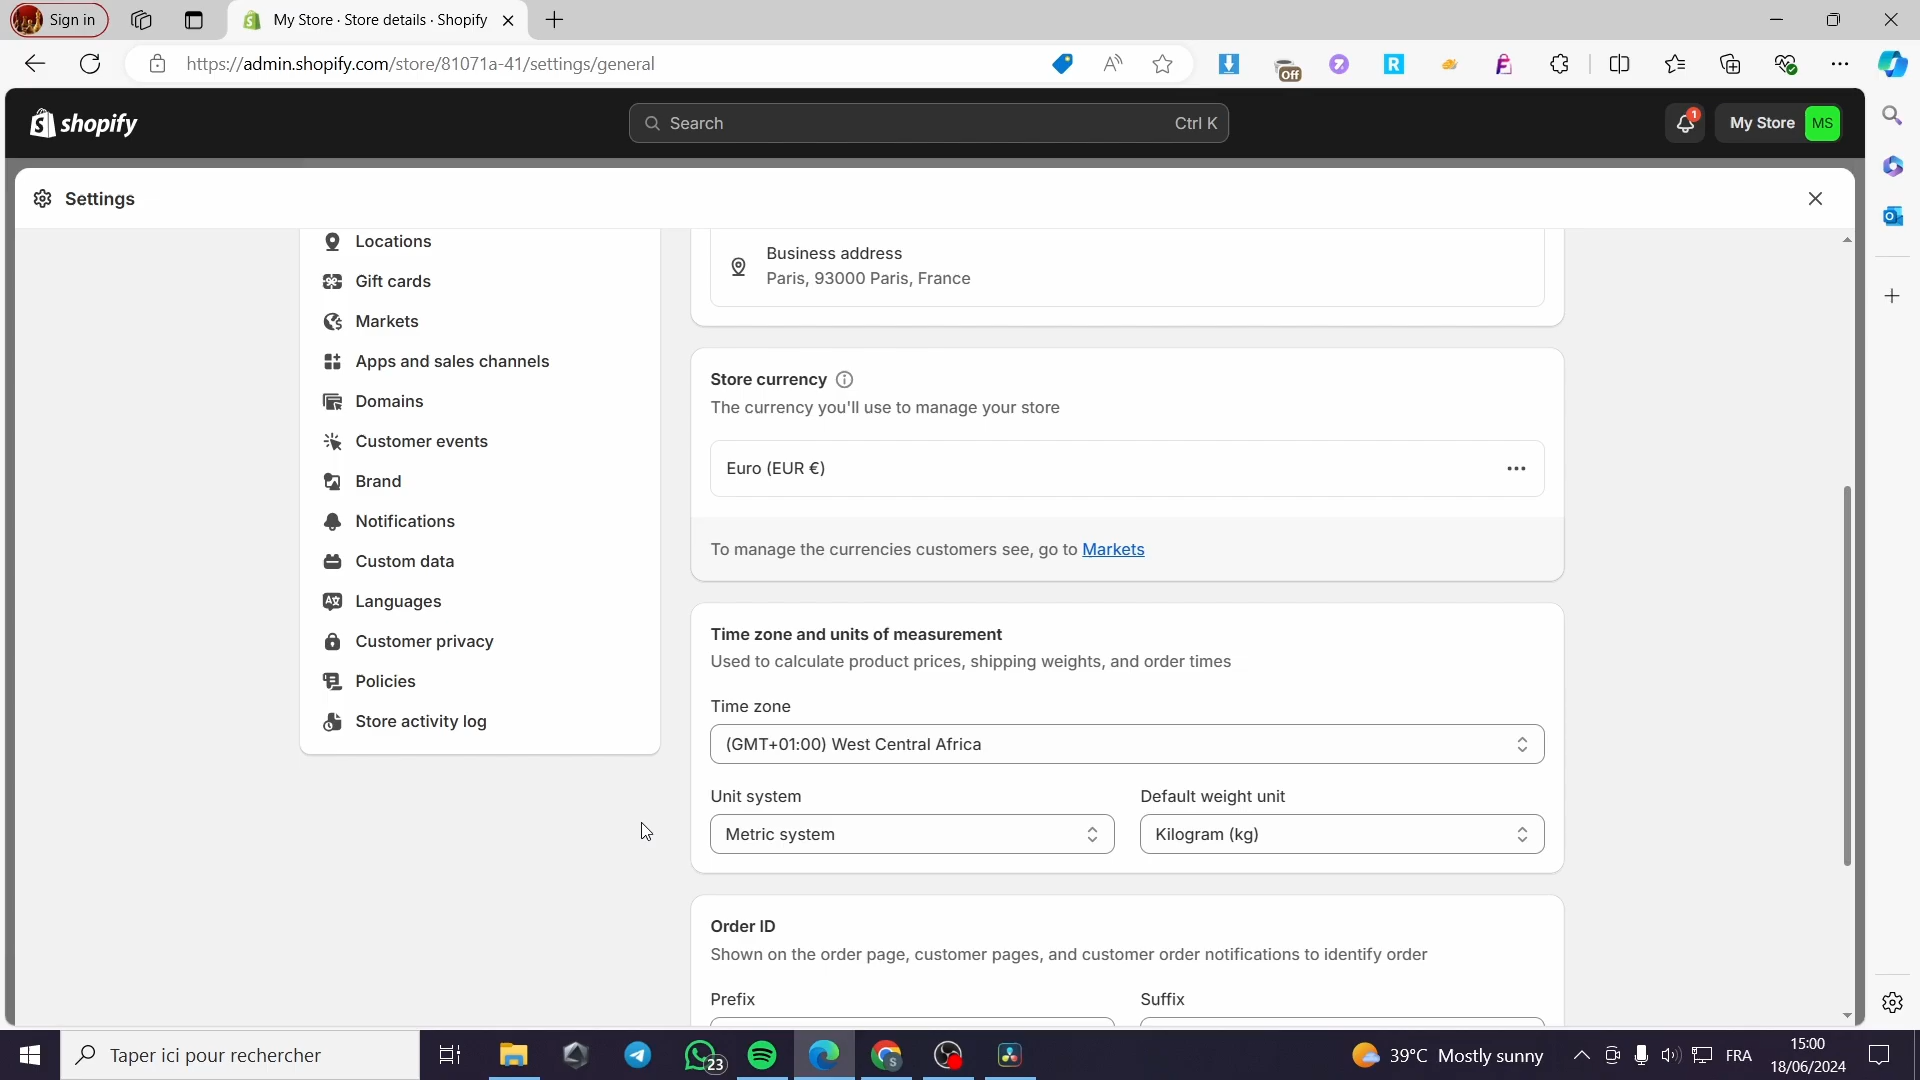 Sign in
My Store · Store details · Shopify
https://admin.shopify.com/store/81071a-41/settings/general
Off
shopify
Search
Ctrl K
1
My Store
MS
Settings
Locations
Gift cards
Markets
Apps and sales channels
Domains
Customer events
Brand
Notifications
Custom data
Languages
Customer privacy
Policies
Store activity log
Business address
Paris, 93000 Paris, France
Store currency
The currency you'll use to manage your store
Euro (EUR €)
To manage the currencies customers see, go to Markets
Time zone and units of measurement
Used to calculate product prices, shipping weights, and order times
Time zone
(GMT+01:00) West Central Africa
Unit system
Default weight unit
Metric system
Kilogram (kg)
Order ID
Shown on the order page, customer pages, and customer order notifications to identify order
Prefix
Suffix
Taper ici pour rechercher
23
39°C Mostly sunny
FRA
15:00
18/06/2024